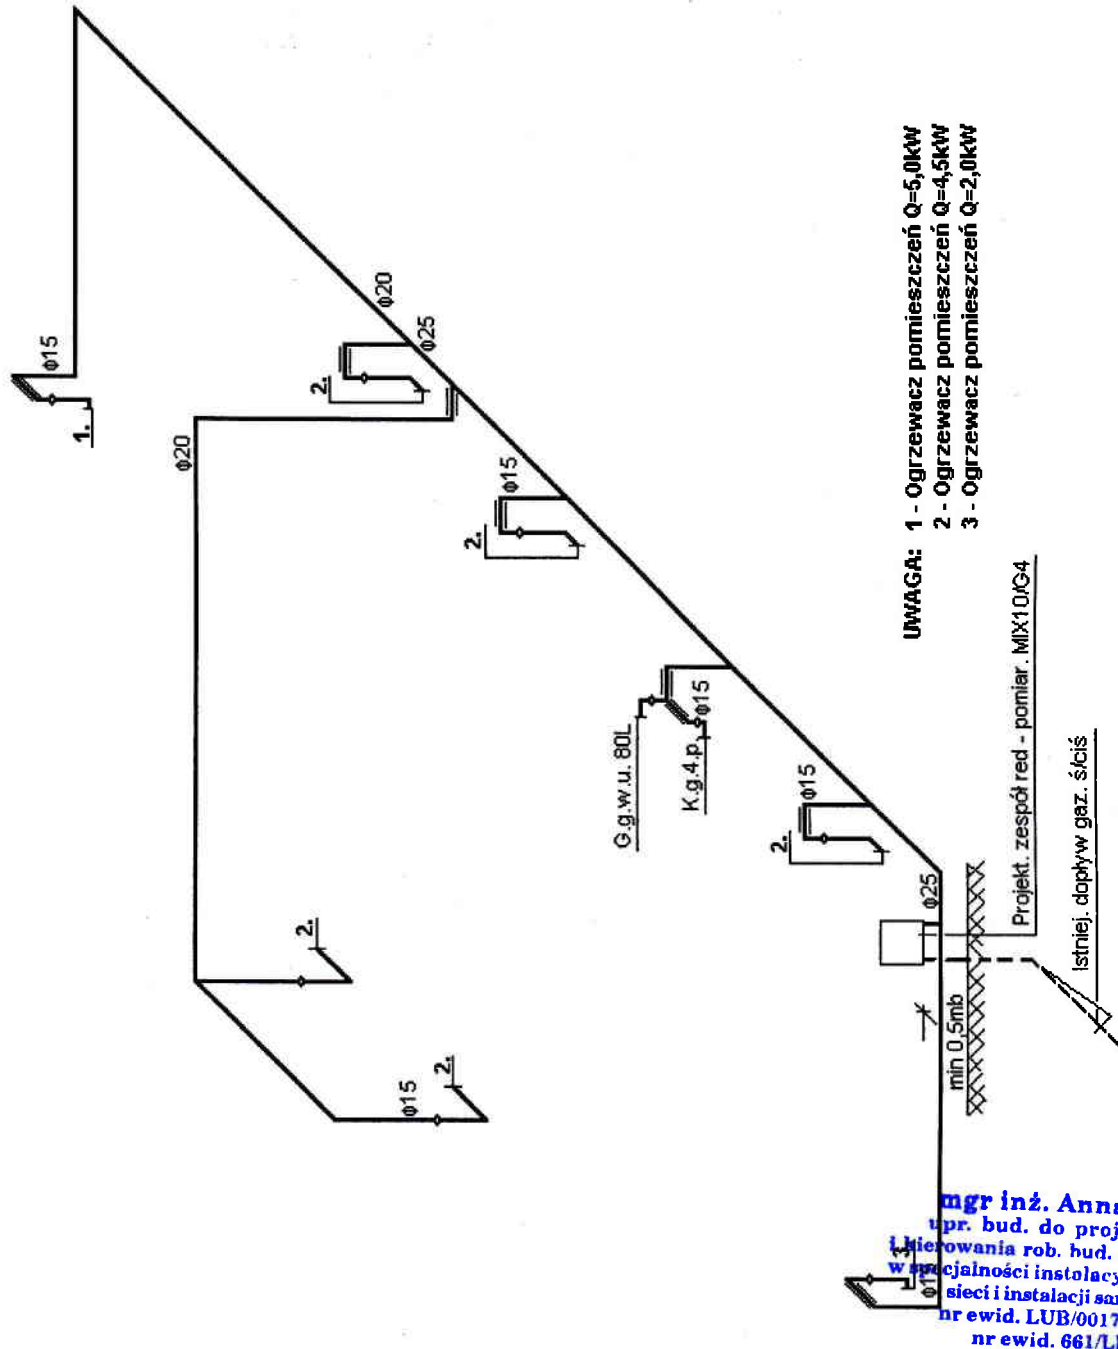 1.
Φ15
Φ20
2.
Φ20
Φ25
2.
Φ15
G.g.w.u. 80L
K.g.4.p.
Φ15
2.
Φ15
2.
2.
Φ15
Φ25
min 0,5mb
3.
UWAGA: 1 - Ogrzewacz pomieszczeń Q=5,0kW
2 - Ogrzewacz pomieszczeń Q=4,5kW
3 - Ogrzewacz pomieszczeń Q=2,0kW
Projekt. zespół red - pomiar. MIX10/G4
Istniej. dopływ gaz. ś/ciś
mgr inż. Anna
upr. bud. do proj
i kierowania rob. bud.
w specjalności instalacy
sieci i instalacji san
nr ewid. LUB/0017
nr ewid. 661/L